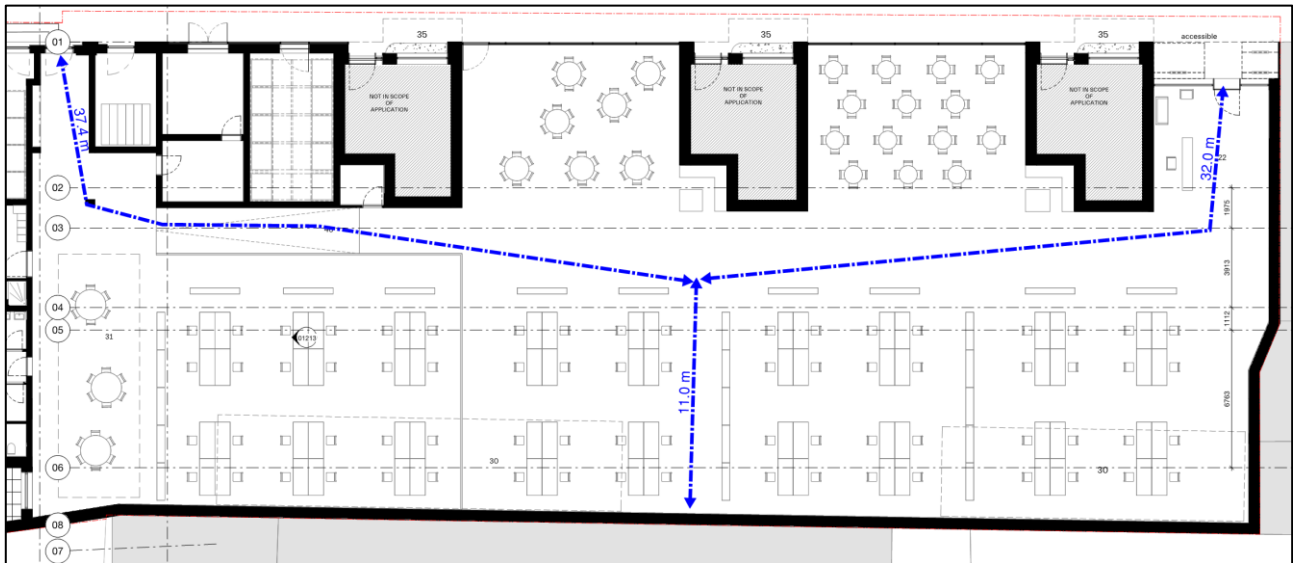 35
35
35
01
accessible
NOT IN SCOPE
OF
APPLICATION
NOT IN SCOPE
OF
APPLICATION
NOT IN SCOPE
OF
APPLICATION
37.4 m
32.0 m
22
02
1975
03
3913
04
1112
05
01213
31
11.0 m
6763
06
30
30
08
07